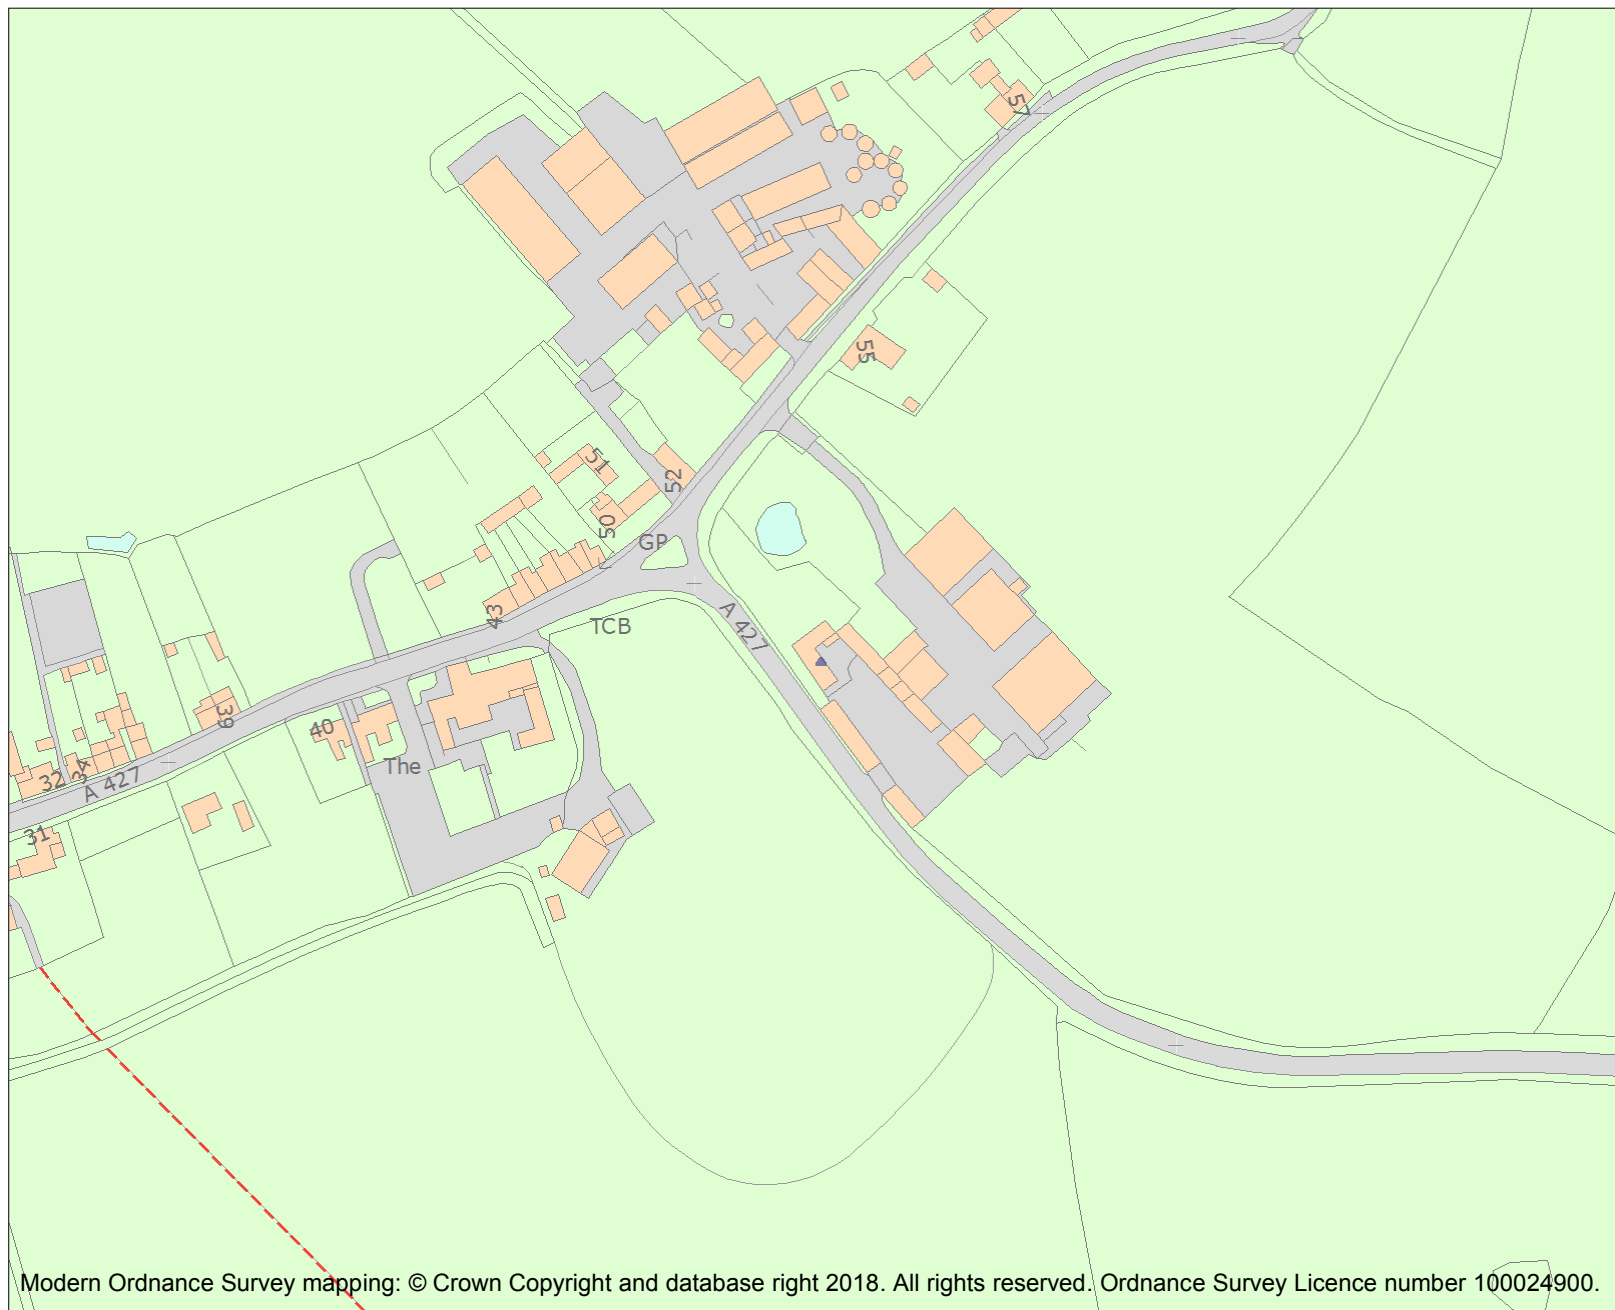 57
55
51
52
50
GP
43
TCB
A 427
39
40
The
34
32
A 427
31
Modern Ordnance Survey mapping: © Crown Copyright and database right 2018. All rights reserved. Ordnance Survey Licence number 100024900.